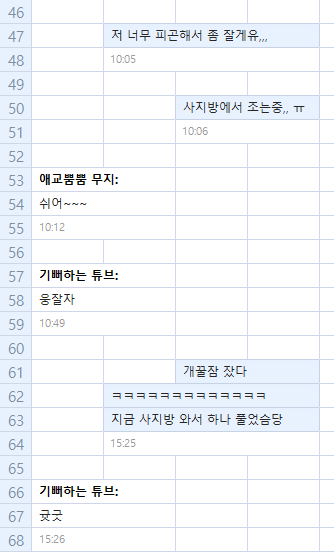 46
47 저 너무 피곤해서 좀 잘게유,,,
48 10:05
49
50 사지방에서 조는중,, ㅠ
51 10:06
52
53 애교뿜뿜 무지:
54 쉬어~~~
55 10:12
56
57 기뻐하는 튜브:
58 웅잘자
59 10:49
60
61 개꿀잠 잤다
62 ㅋㅋㅋㅋㅋㅋㅋㅋㅋㅋㅋㅋㅋ
63 지금 사지방 와서 하나 풀었슴당
64 15:25
65
66 기뻐하는 튜브:
67 귯굿
68 15:26